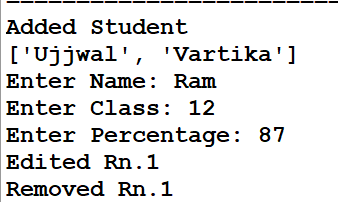 Added Student
['Ujjwal', 'Vartika']
Enter Name: Ram
Enter Class: 12
Enter Percentage: 87
Edited Rn.1
Removed Rn.1